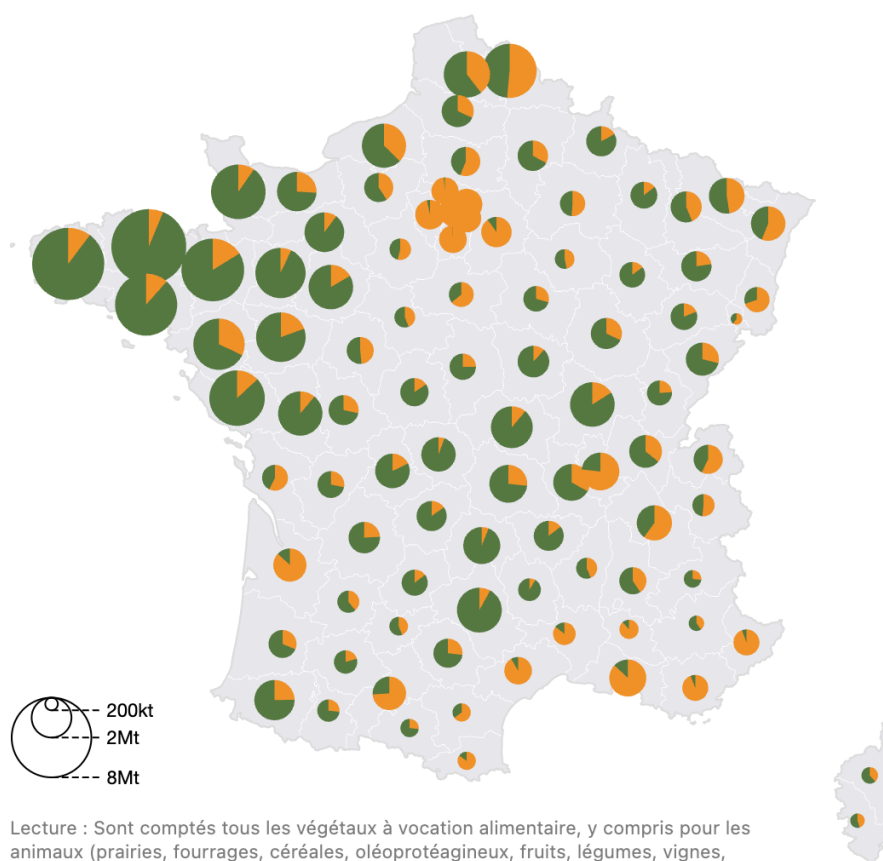 200kt
2Mt
8Mt
Lecture : Sont comptés tous les végétaux à vocation alimentaire, y compris pour les
animaux (prairies, fourrages, céréales, oléoprotéagineux, fruits, légumes, vignes,